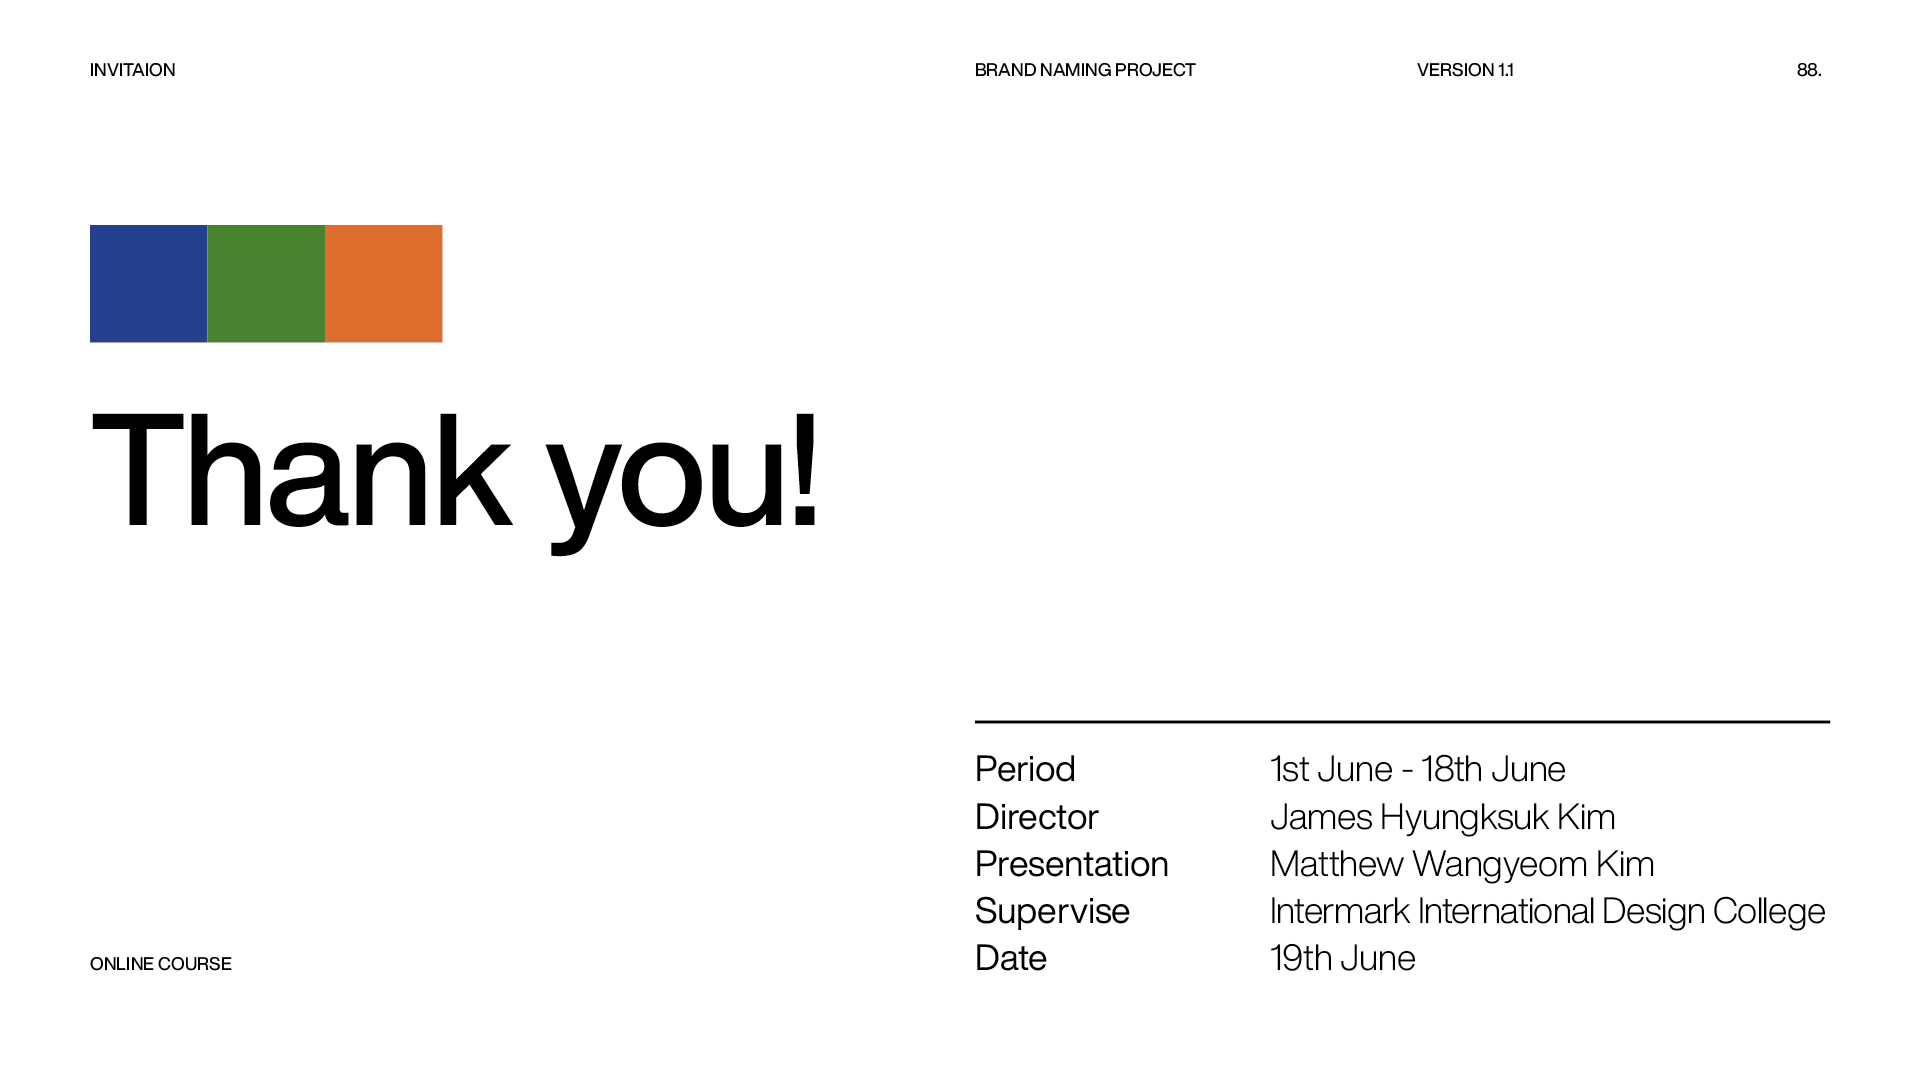 INVITAION
BRAND NAMING PROJECT
VERSION 1.1
88.
Thank you!
Period 1st June - 18th June
Director James Hyungksuk Kim
Presentation Matthew Wangyeom Kim
Supervise Intermark International Design College
Date 19th June
ONLINE COURSE